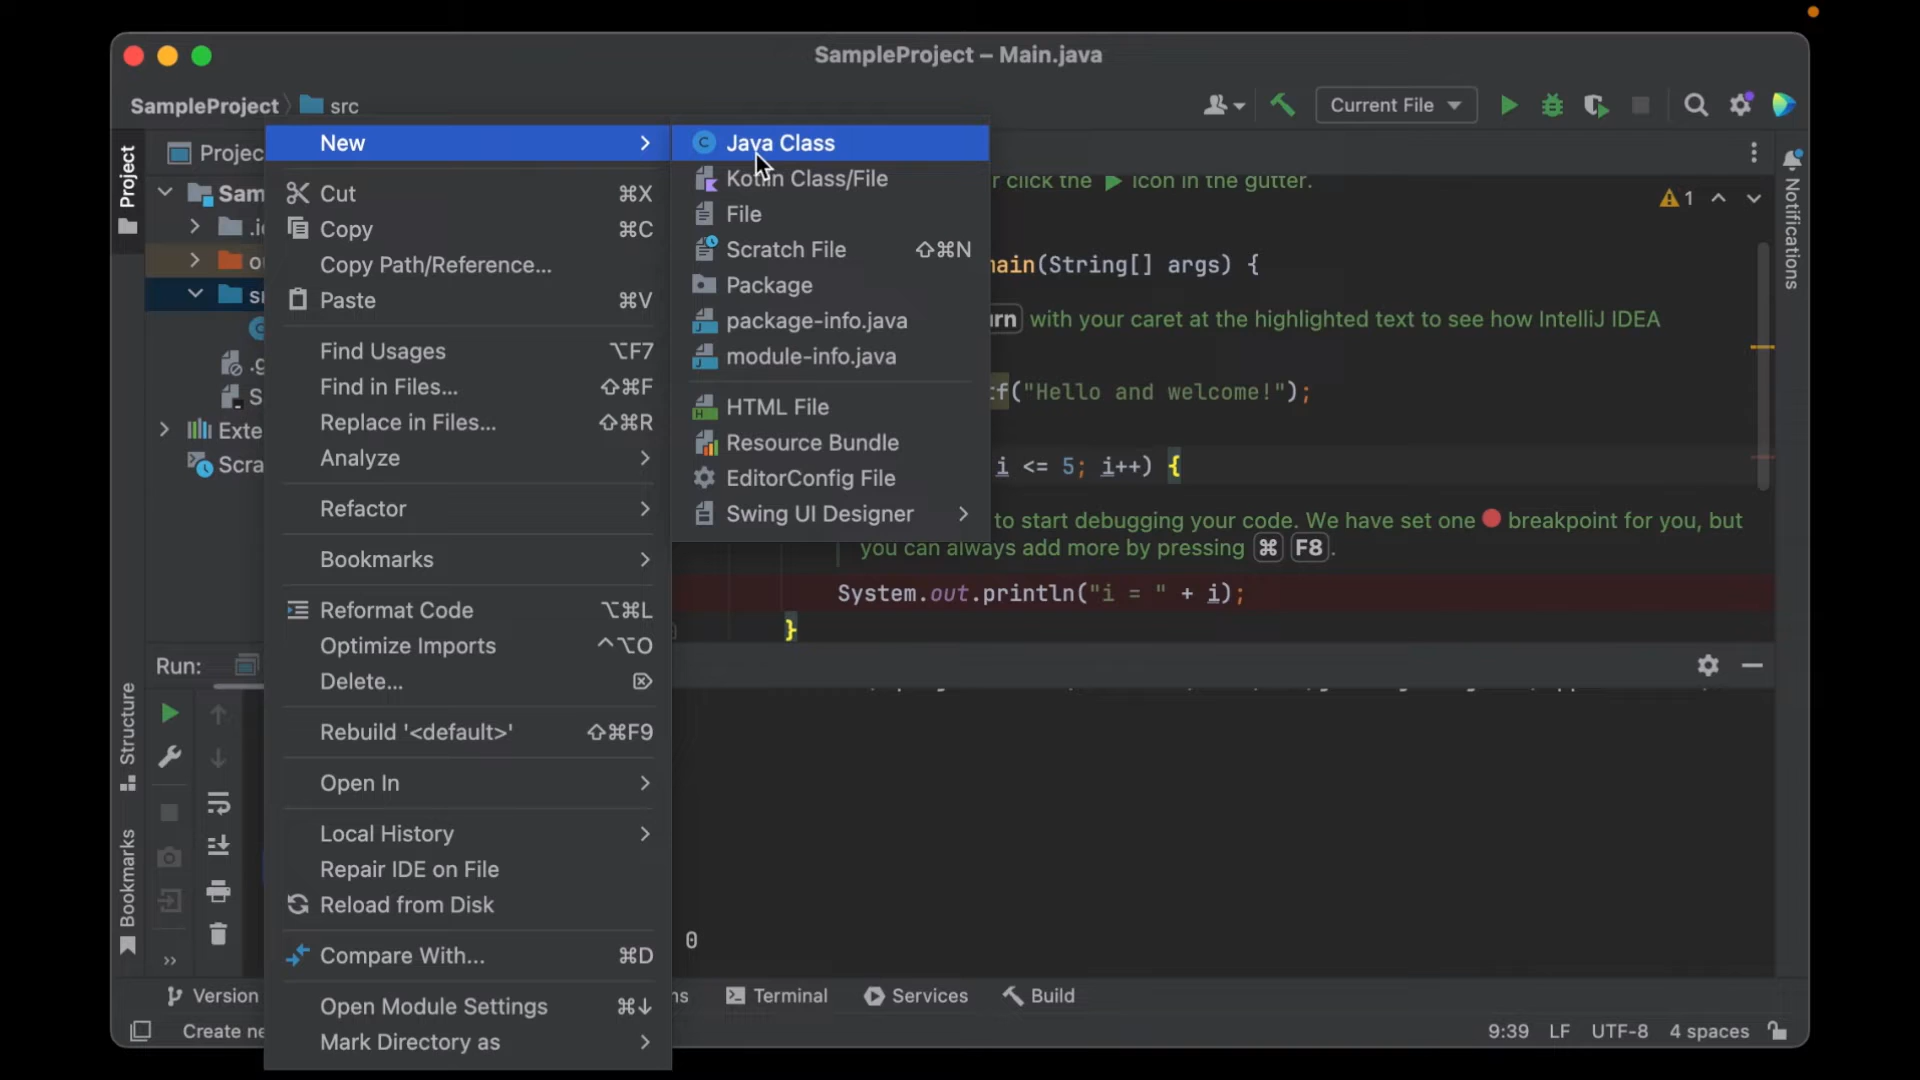 SampleProject – Main.java
SampleProject
src
Current File
Project
Projec
Sam
.i
o
s
.g
S
Exte
Scra
New
Cut ⌘X
Copy ⌘C
Copy Path/Reference...
Paste ⌘V
Find Usages ⌥F7
Find in Files... ⇧⌘F
Replace in Files... ⇧⌘R
Analyze
Refactor
Bookmarks
Reformat Code ⌥⌘L
Optimize Imports ^⌥O
Delete... ⌦
Rebuild '<default>' ⇧⌘F9
Open In
Local History
Repair IDE on File
Reload from Disk
Compare With... ⌘D
Open Module Settings ⌘↓
Mark Directory as
Java Class
Kotlin Class/File
File
Scratch File ⇧⌘N
Package
package-info.java
module-info.java
HTML File
Resource Bundle
EditorConfig File
Swing UI Designer
r click the ▶ icon in the gutter.
1
main(String[] args) {
urn with your caret at the highlighted text to see how IntelliJ IDEA
tf("Hello and welcome!");
i <= 5; i++) {
to start debugging your code. We have set one breakpoint for you, but
you can always add more by pressing ⌘ F8.
System.out.println("i = " + i);
}
Notifications
Run:
Structure
Bookmarks
0
Version
ns
Terminal
Services
Build
Create ne
9:39 LF UTF-8 4 spaces